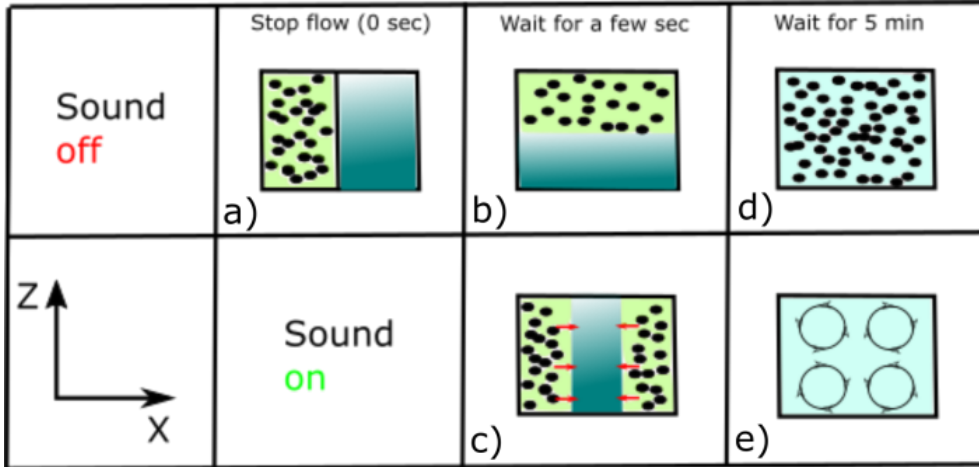 Stop flow (0 sec)
Wait for a few sec
Wait for 5 min
Sound
off
a)
b)
d)
Z
X
Sound
on
c)
e)